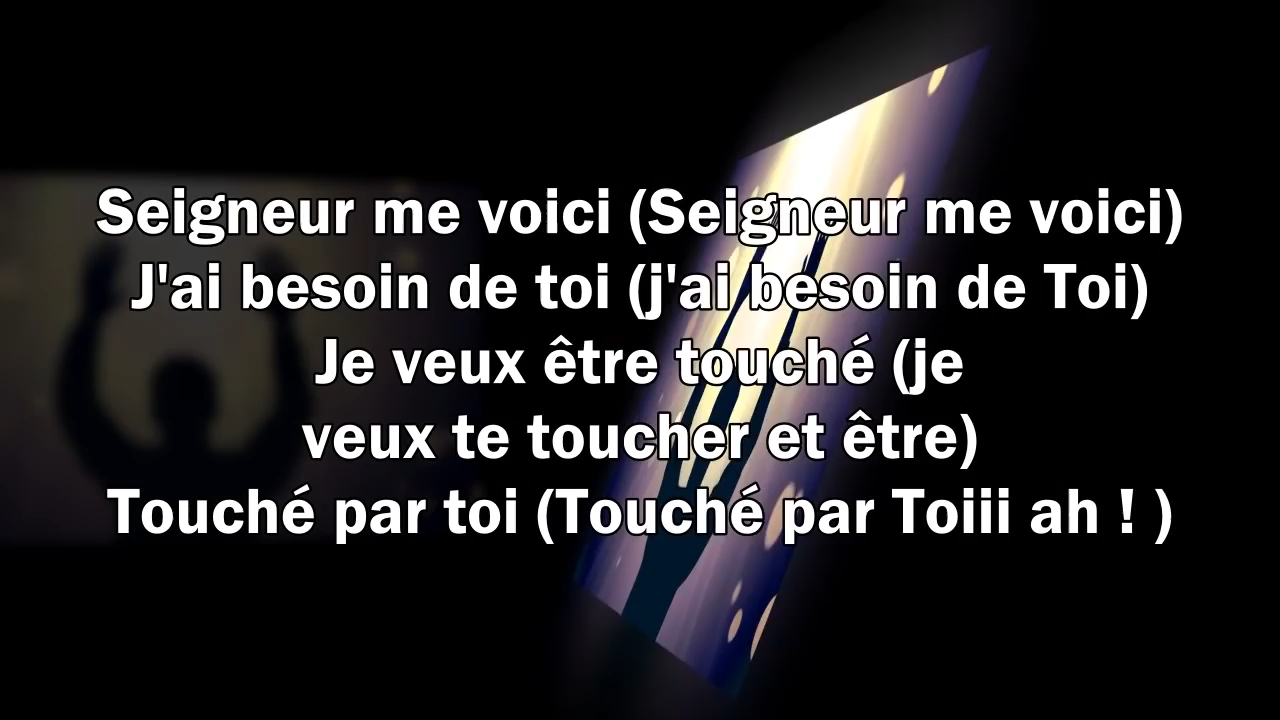 Seigneur me voici (Seigneur me voici)
J'ai besoin de toi (j'ai besoin de Toi)
Je veux être touché (je
veux te toucher et être)
Touché par toi (Touché par Toiii ah ! )